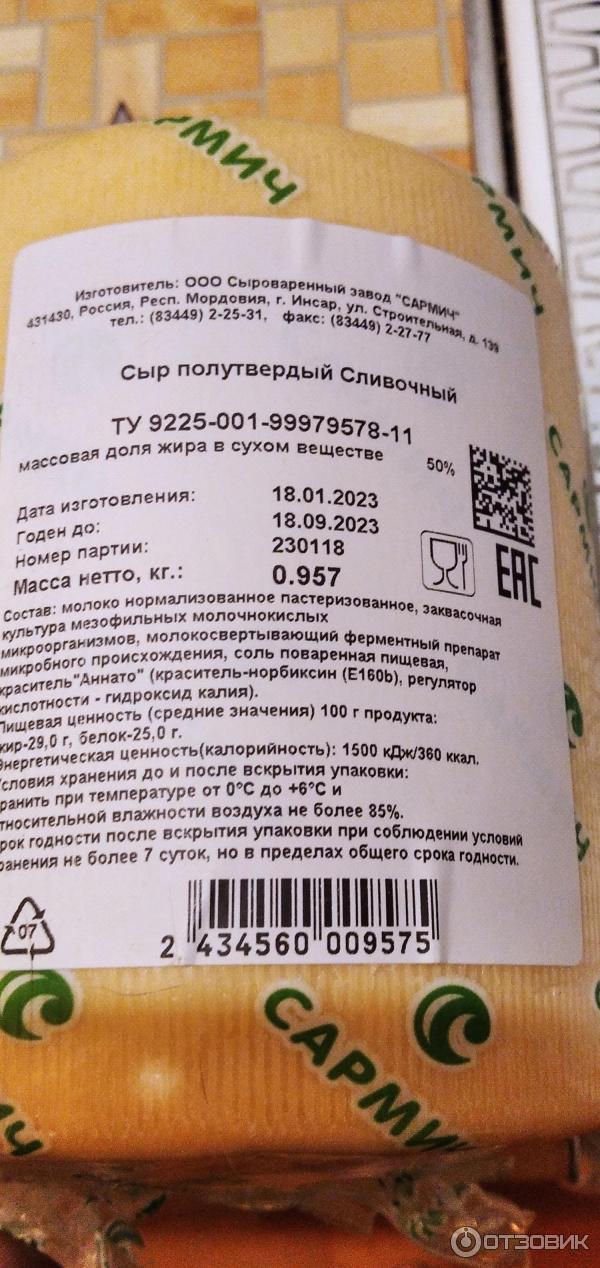 САРМИЧ
САРМИЧ
Изготовитель: ООО Сыроваренный завод "САРМИЧ"
431430, Россия, Респ. Мордовия, г. Инсар, ул. Строительная, д. 139
тел.: (83449) 2-25-31, факс: (83449) 2-27-77
Сыр полутвердый Сливочный
ТУ 9225-001-99979578-11
массовая доля жира в сухом веществе 50%
Дата изготовления: 18.01.2023
Годен до: 18.09.2023
Номер партии: 230118
Масса нетто, кг.: 0.957
EAC
Состав: молоко нормализованное пастеризованное, заквасочная
культура мезофильных молочнокислых
микроорганизмов, молокосвертывающий ферментный препарат
микробного происхождения, соль поваренная пищевая,
краситель"Аннато" (краситель-норбиксин (Е160b), регулятор
кислотности - гидроксид калия).
Пищевая ценность (средние значения) 100 г продукта:
жир-29,0 г, белок-25,0 г.
Энергетическая ценность(калорийность): 1500 кДж/360 ккал.
Условия хранения до и после вскрытия упаковки:
хранить при температуре от 0°С до +6°С и
относительной влажности воздуха не более 85%.
срок годности после вскрытия упаковки при соблюдении условий
хранения не более 7 суток, но в пределах общего срока годности.
07
2 434560 009575
САРМИЧ
САРМИ
ОТЗОВИК